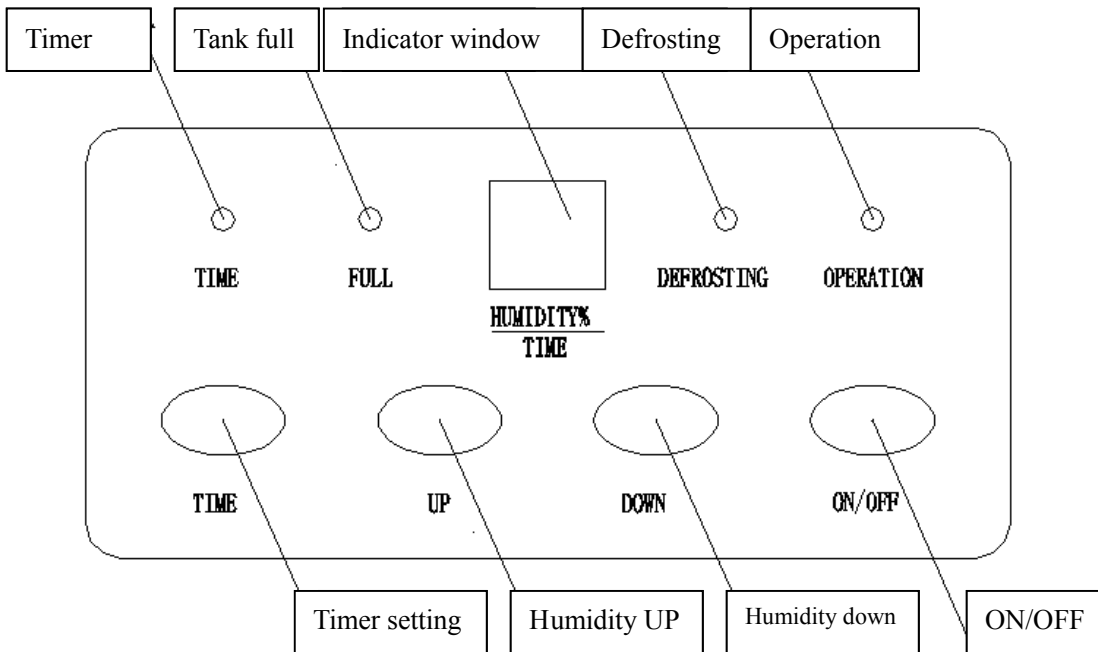 Timer
Tank full
Indicator window
Defrosting
Operation
TIME
FULL
DEFROSTING
OPERATION
HUMIDITY%
TIME
TIME
UP
DOWN
ON/OFF
Timer setting
Humidity UP
Humidity down
ON/OFF